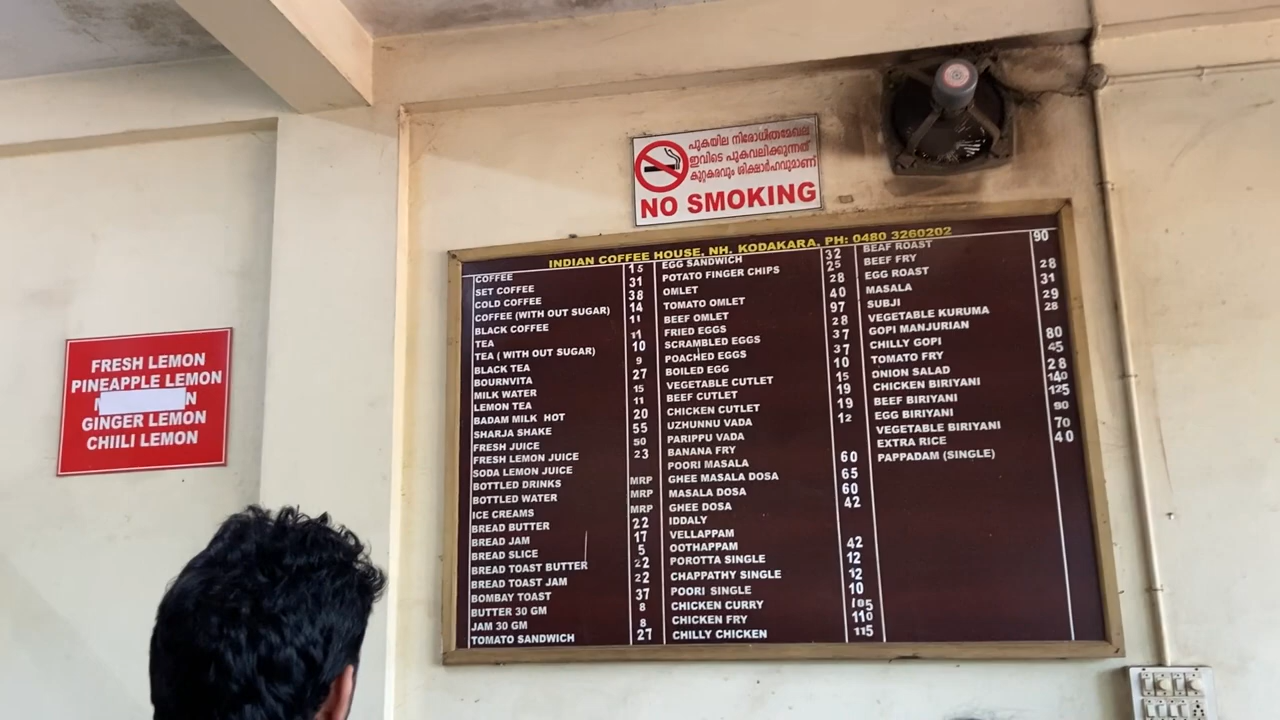 പുകയില നിരോധിതമേഖല
ഇവിടെ പുകവലിക്കുന്നത്
കുറ്റകരവും ശിക്ഷാർഹവുമാണ്
NO SMOKING
FRESH LEMON
PINEAPPLE LEMON
GINGER LEMON
CHIILI LEMON
INDIAN COFFEE HOUSE, NH. KODAKARA, PH: 0480 3260202
COFFEE 15
SET COFFEE 31
COLD COFFEE 38
COFFEE (WITH OUT SUGAR) 14
BLACK COFFEE 11
TEA 11
TEA ( WITH OUT SUGAR) 10
BLACK TEA 9
BOURNVITA 27
MILK WATER 15
LEMON TEA 11
BADAM MILK HOT 20
SHARJA SHAKE 55
FRESH JUICE 50
FRESH LEMON JUICE 23
SODA LEMON JUICE
BOTTLED DRINKS MRP
BOTTLED WATER MRP
ICE CREAMS MRP
BREAD BUTTER 22
BREAD JAM 17
BREAD SLICE 5
BREAD TOAST BUTTER 22
BREAD TOAST JAM 22
BOMBAY TOAST 37
BUTTER 30 GM 8
JAM 30 GM 8
TOMATO SANDWICH 27
EGG SANDWICH 32
POTATO FINGER CHIPS 25
OMLET 28
TOMATO OMLET 40
BEEF OMLET 97
FRIED EGGS 28
SCRAMBLED EGGS 37
POACHED EGGS 37
BOILED EGG 10
VEGETABLE CUTLET 15
BEEF CUTLET 19
CHICKEN CUTLET 19
UZHUNNU VADA 12
PARIPPU VADA
BANANA FRY
POORI MASALA 60
GHEE MASALA DOSA 65
MASALA DOSA 60
GHEE DOSA 42
IDDALY
VELLAPPAM
OOTHAPPAM 42
POROTTA SINGLE 12
CHAPPATHY SINGLE 12
POORI SINGLE 10
CHICKEN CURRY 105
CHICKEN FRY 110
CHILLY CHICKEN 115
BEAF ROAST 90
BEEF FRY
EGG ROAST 28
MASALA 31
SUBJI 29
VEGETABLE KURUMA 28
GOPI MANJURIAN
CHILLY GOPI 80
TOMATO FRY 45
ONION SALAD 28
CHICKEN BIRIYANI 140
BEEF BIRIYANI 125
EGG BIRIYANI 90
VEGETABLE BIRIYANI 70
EXTRA RICE 40
PAPPADAM (SINGLE)